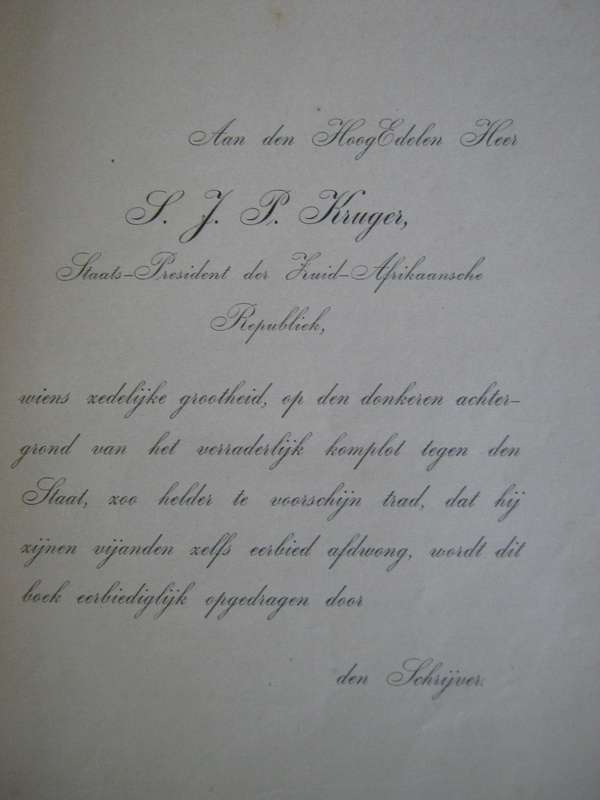 Aan den HoogEdelen Heer
S. J. P. Kruger,
Staats-President der Zuid-Afrikaansche
Republiek,
wiens zedelijke grootheid, op den donkeren achter-
grond van het verraderlijk komplot tegen den
Staat, zoo helder te voorschijn trad, dat hij
zijnen vijanden zelfs eerbied afdwong, wordt dit
boek eerbiediglijk opgedragen door
den Schrijver.